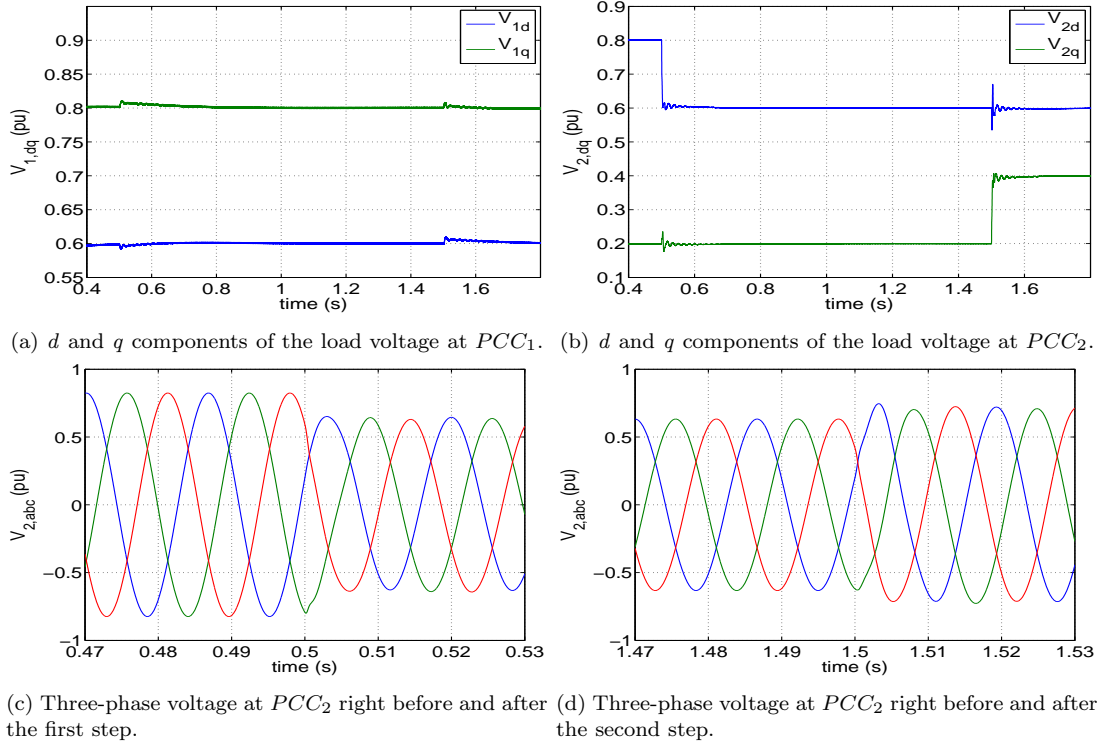 0.9
0.85
0.8
0.75
0.7
0.65
0.6
0.55
V1,dq (pu)
V1d
V1q
0.4 0.6 0.8 1 1.2 1.4 1.6
time (s)
0.9
0.8
0.7
0.6
0.5
0.4
0.3
0.2
0.1
V2,dq (pu)
V2d
V2q
0.4 0.6 0.8 1 1.2 1.4 1.6
time (s)
(a) d and q components of the load voltage at PCC1.
(b) d and q components of the load voltage at PCC2.
1
0.5
0
−0.5
−1
V2,abc (pu)
0.47 0.48 0.49 0.5 0.51 0.52 0.53
time (s)
1
0.5
0
−0.5
−1
V2,abc (pu)
1.47 1.48 1.49 1.5 1.51 1.52 1.53
time (s)
(c) Three-phase voltage at PCC2 right before and after
the first step.
(d) Three-phase voltage at PCC2 right before and after
the second step.